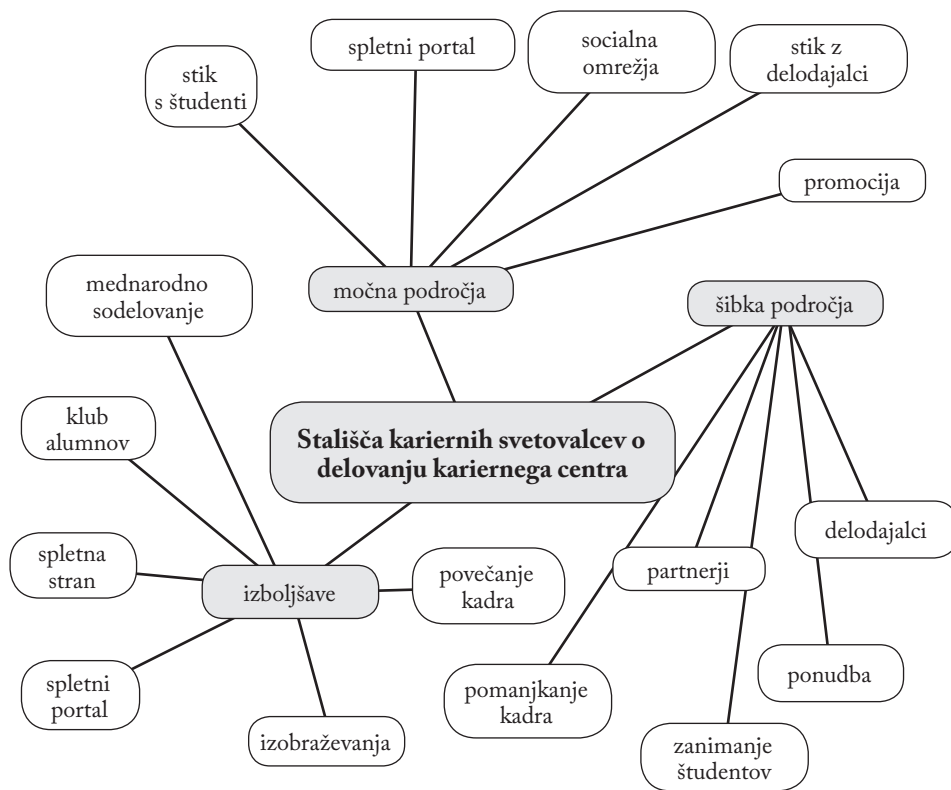 spletni portal
socialna
omrežja
stik z
delodajalci
stik
s študenti
promocija
mednarodno
sodelovanje
močna področja
šibka področja
klub
alumnov
Stališča kariernih svetovalcev o
delovanju kariernega centra
spletna
stran
izboljšave
povečanje
kadra
partnerji
delodajalci
spletni
portal
izobraževanja
pomanjkanje
kadra
ponudba
zanimanje
študentov